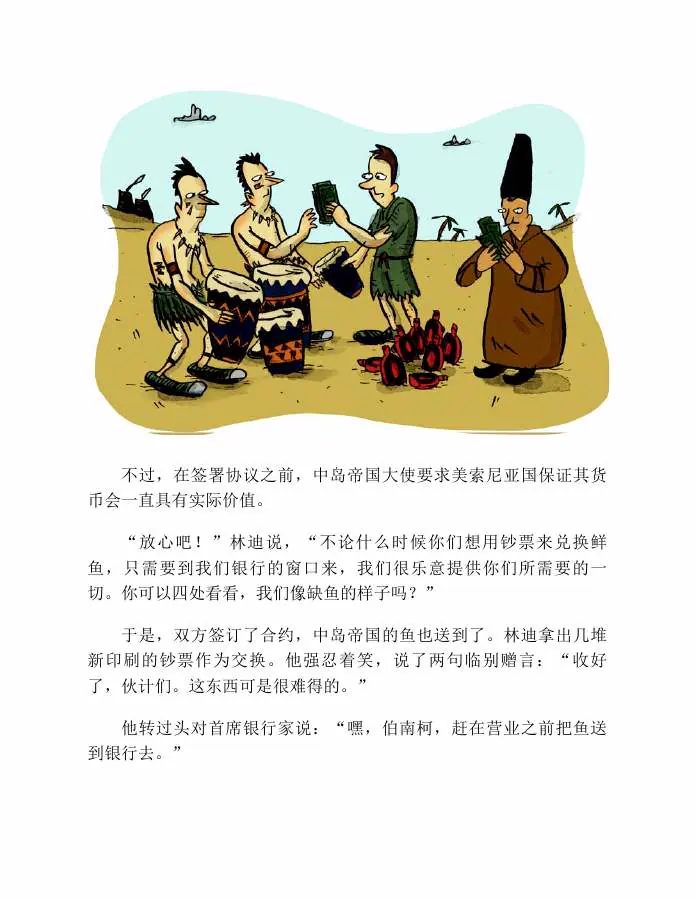 不过，在签署协议之前，中岛帝国大使要求美索尼亚国保证其货
币会一直具有实际价值。
“放心吧！”林迪说，“不论什么时候你们想用钞票来兑换鲜
鱼，只需要到我们银行的窗口来，我们很乐意提供你们所需要的一
切。你可以四处看看，我们像缺鱼的样子吗？”
于是，双方签订了合约，中岛帝国的鱼也送到了。林迪拿出几堆
新印刷的钞票作为交换。他强忍着笑，说了两句临别赠言：“收好
了，伙计们。这东西可是很难得的。”
他转过头对首席银行家说：“嘿，伯南柯，赶在营业之前把鱼送
到银行去。”